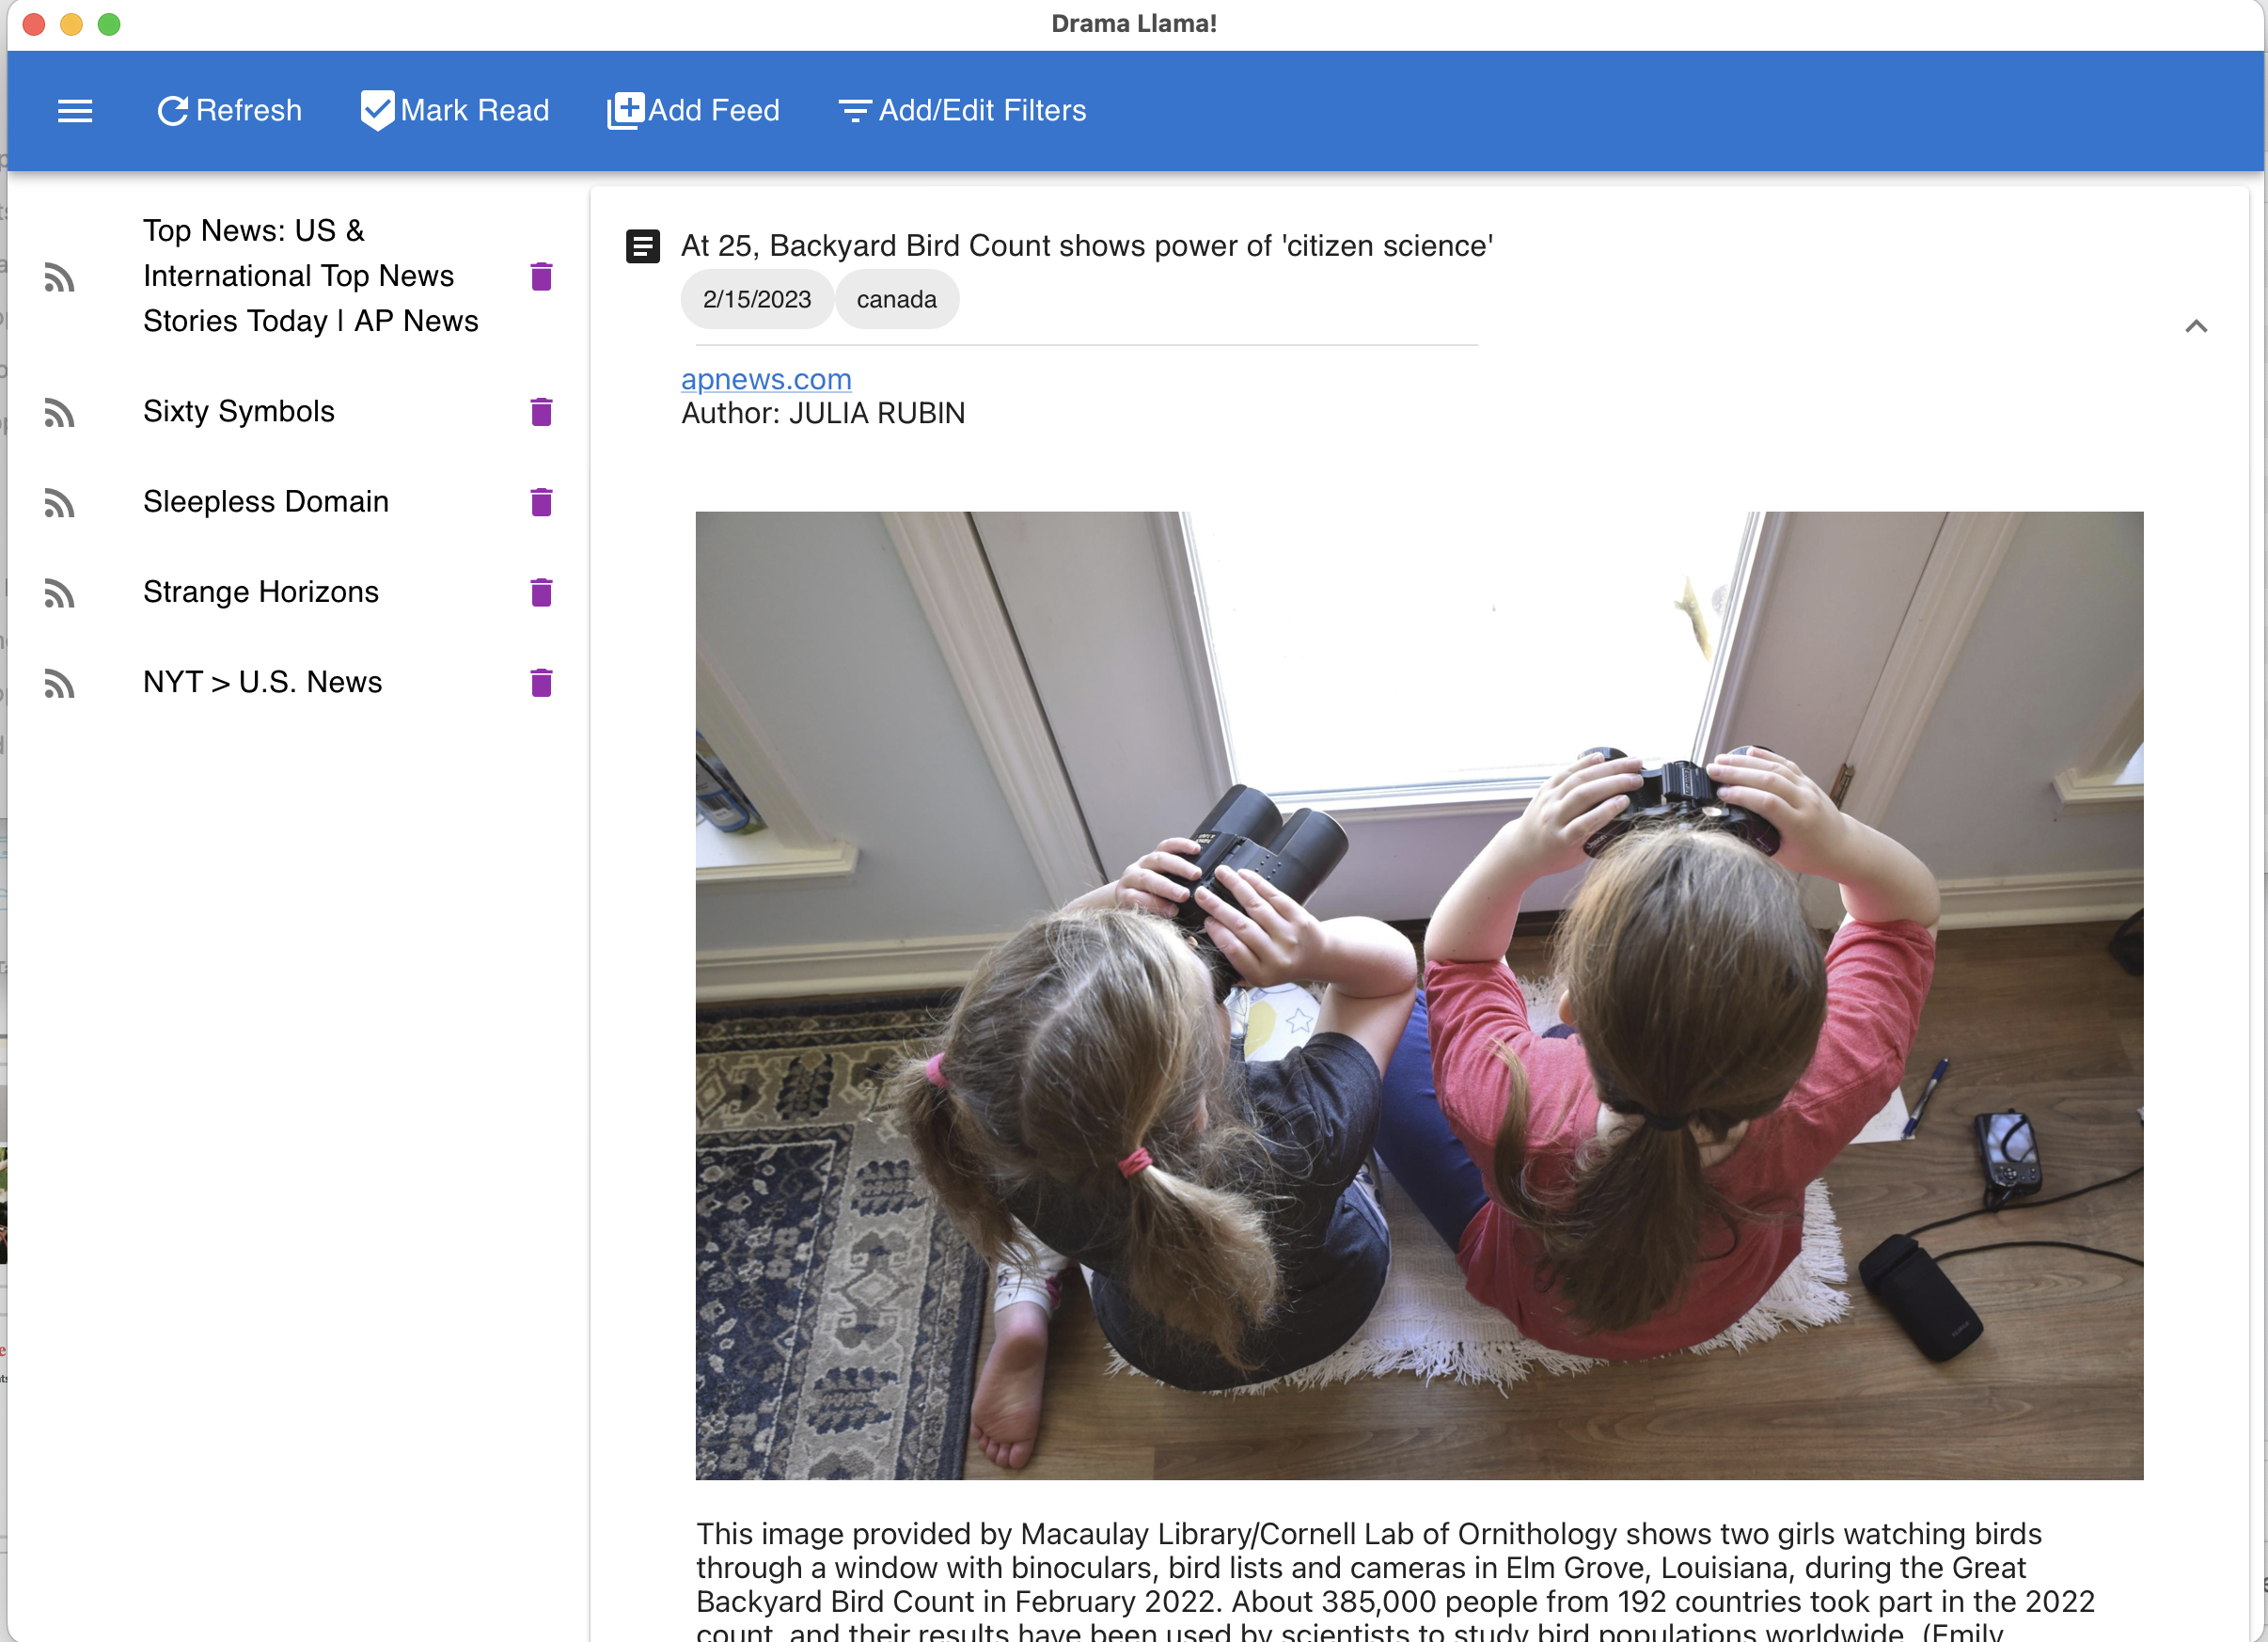 Drama Llama!
Refresh
Mark Read
Add Feed
Add/Edit Filters
Top News: US &
International Top News
Stories Today | AP News
Sixty Symbols
Sleepless Domain
Strange Horizons
NYT > U.S. News
At 25, Backyard Bird Count shows power of 'citizen science'
2/15/2023
canada
apnews.com
Author: JULIA RUBIN
This image provided by Macaulay Library/Cornell Lab of Ornithology shows two girls watching birds
through a window with binoculars, bird lists and cameras in Elm Grove, Louisiana, during the Great
Backyard Bird Count in February 2022. About 385,000 people from 192 countries took part in the 2022
count, and their results have been used by scientists to study bird populations worldwide. (Emily